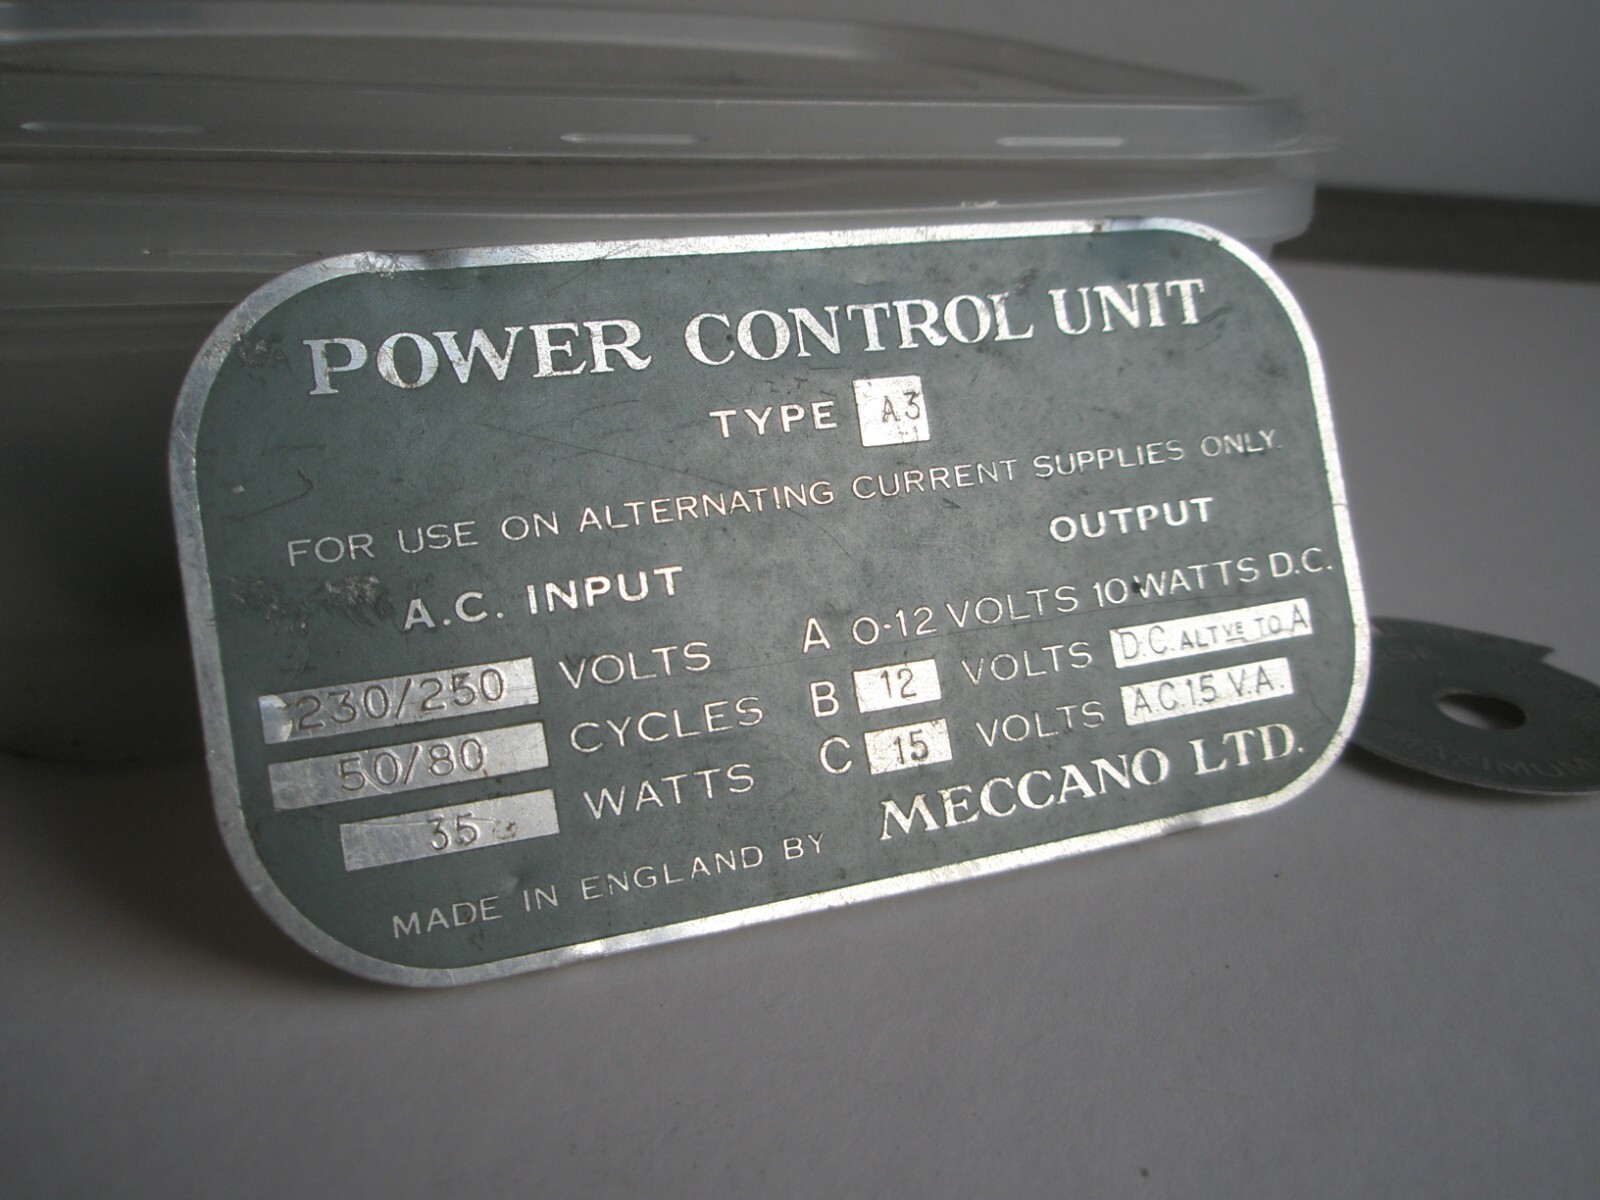 POWER CONTROL UNIT
TYPE A3
FOR USE ON ALTERNATING CURRENT SUPPLIES ONLY.
A.C. INPUT
230/250 VOLTS
50/80 CYCLES
35 WATTS
OUTPUT
A 0-12 VOLTS 10 WATTS D.C.
B 12 VOLTS D.C. ALTVE TO A
C 15 VOLTS A.C. 15 V.A.
MADE IN ENGLAND BY MECCANO LTD.